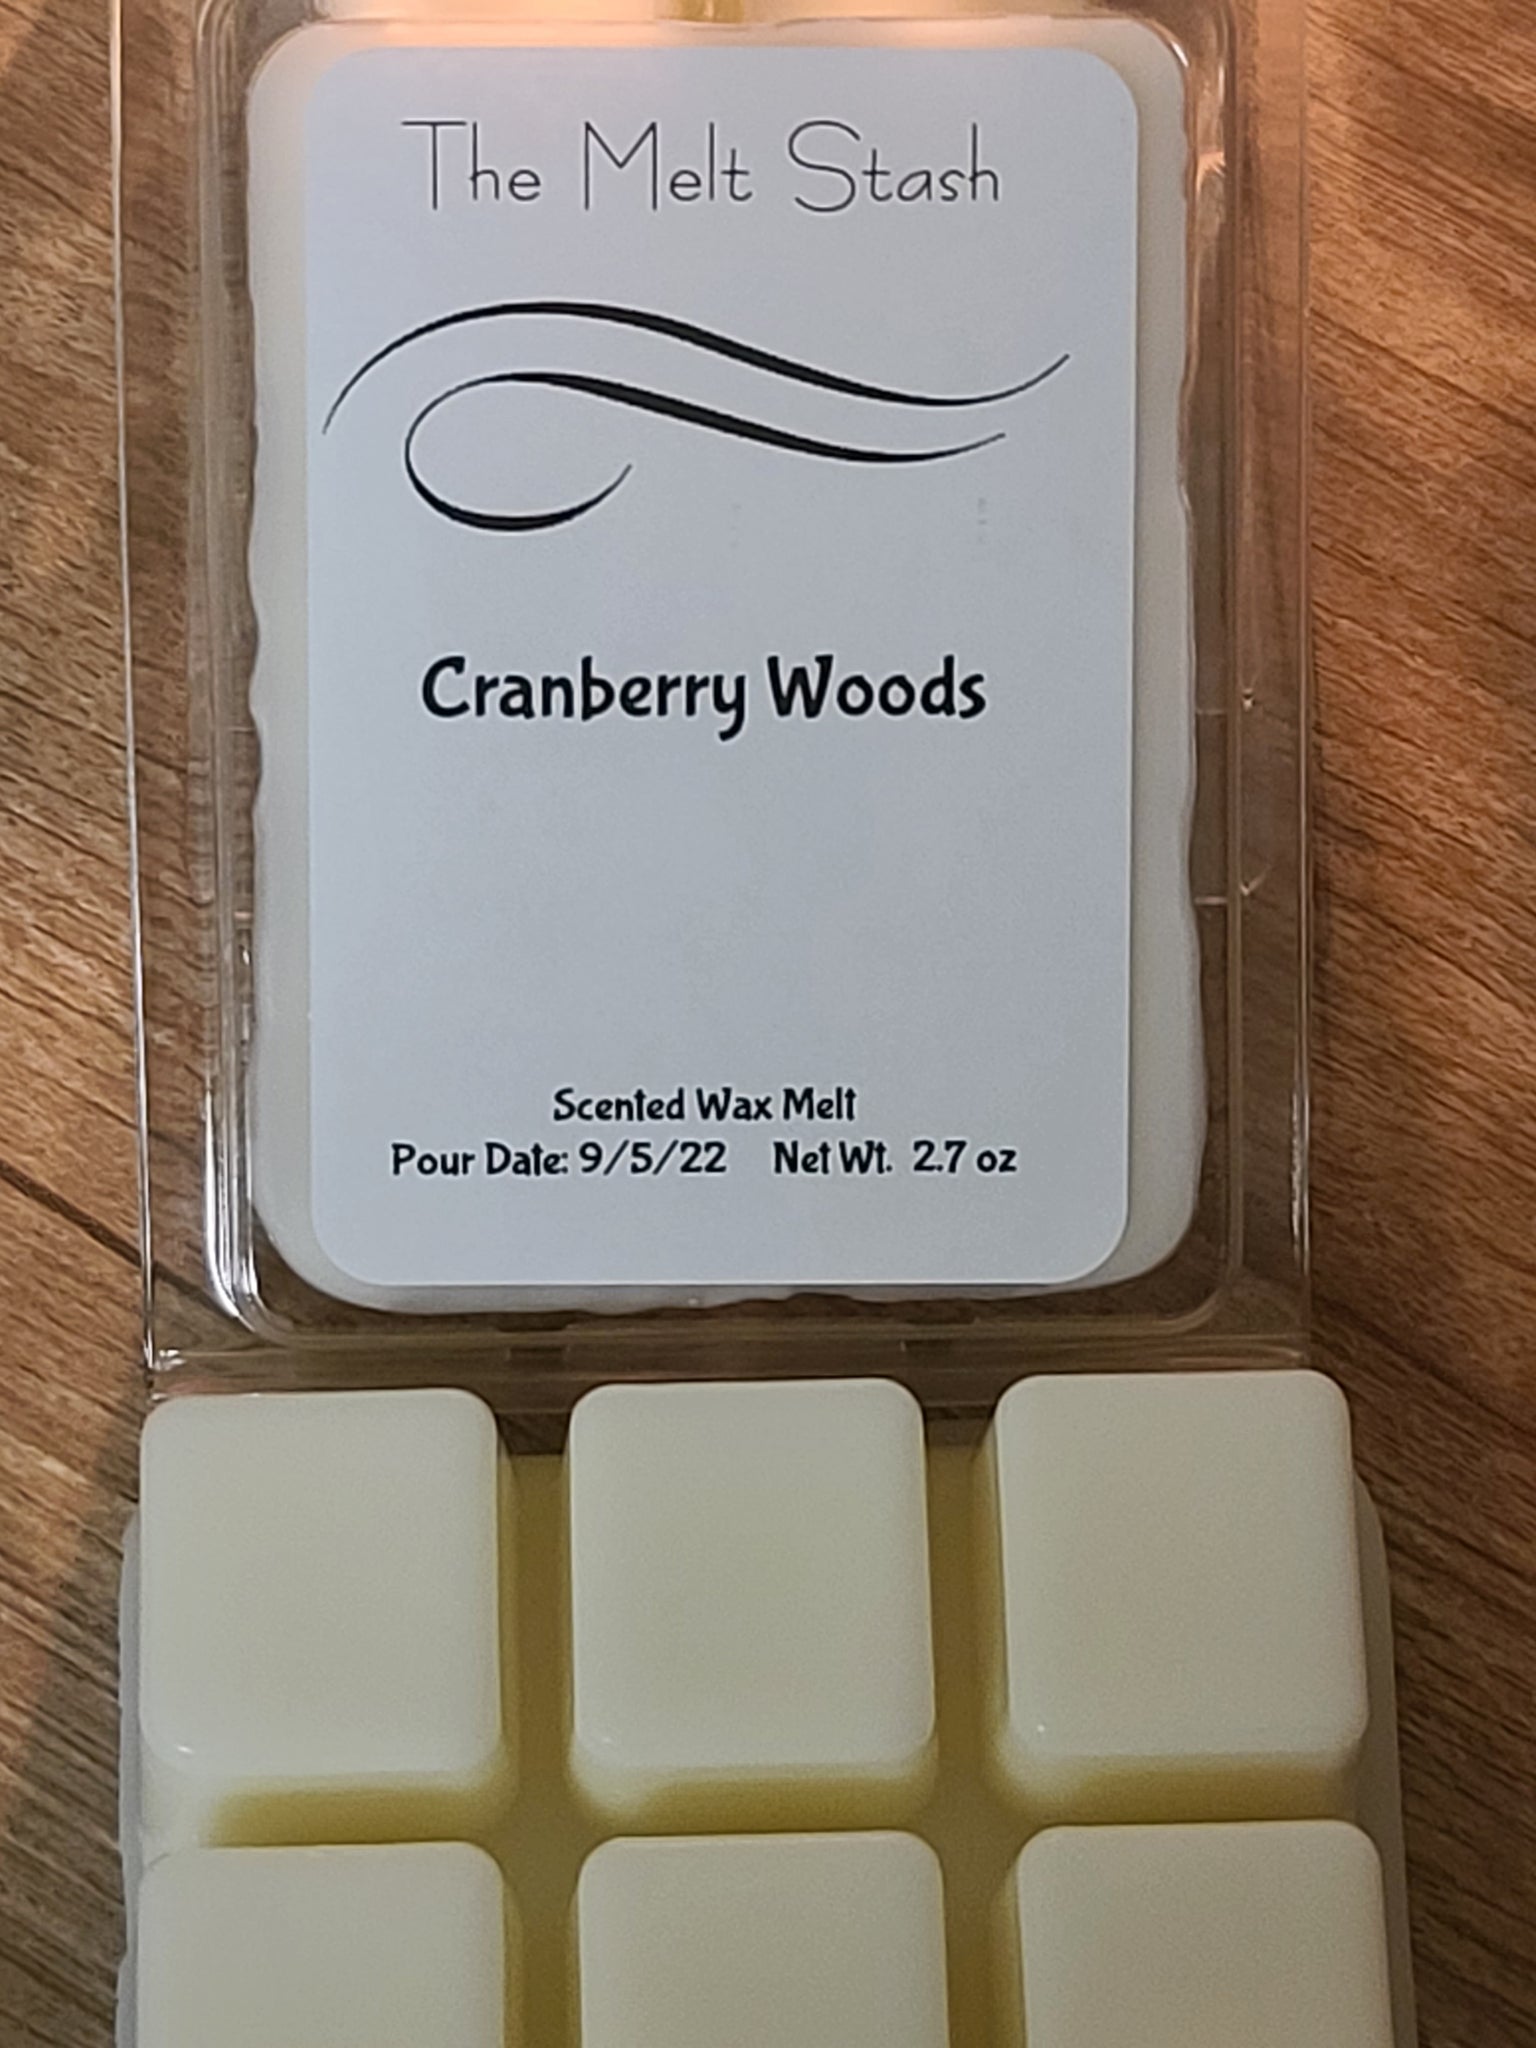 The Melt Stash
Cranberry Woods
Scented Wax Melt
Pour Date: 9/5/22 Net Wt. 2.7 oz